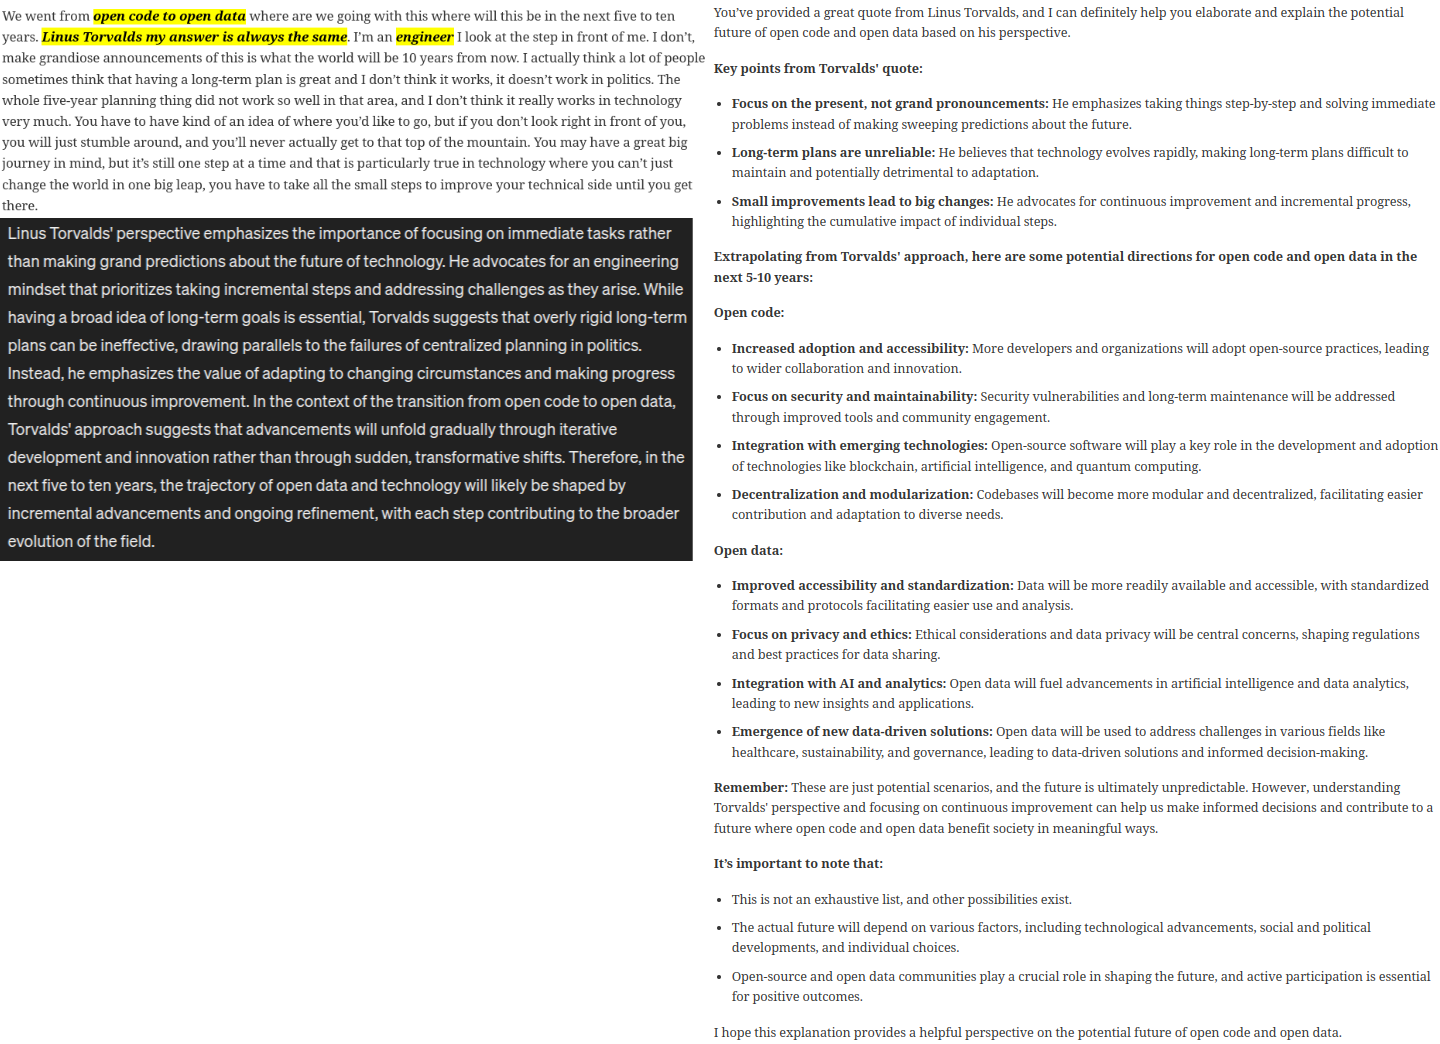 We went from open code to open data where are we going with this where will this be in the next five to ten
years. Linus Torvalds my answer is always the same. I’m an engineer I look at the step in front of me. I don’t,
make grandiose announcements of this is what the world will be 10 years from now. I actually think a lot of people
sometimes think that having a long-term plan is great and I don’t think it works, it doesn’t work in politics. The
whole five-year planning thing did not work so well in that area, and I don’t think it really works in technology
very much. You have to have kind of an idea of where you’d like to go, but if you don’t look right in front of you,
you will just stumble around, and you’ll never actually get to that top of the mountain. You may have a great big
journey in mind, but it’s still one step at a time and that is particularly true in technology where you can’t just
change the world in one big leap, you have to take all the small steps to improve your technical side until you get
there.
Linus Torvalds' perspective emphasizes the importance of focusing on immediate tasks rather
than making grand predictions about the future of technology. He advocates for an engineering
mindset that prioritizes taking incremental steps and addressing challenges as they arise. While
having a broad idea of long-term goals is essential, Torvalds suggests that overly rigid long-term
plans can be ineffective, drawing parallels to the failures of centralized planning in politics.
Instead, he emphasizes the value of adapting to changing circumstances and making progress
through continuous improvement. In the context of the transition from open code to open data,
Torvalds' approach suggests that advancements will unfold gradually through iterative
development and innovation rather than through sudden, transformative shifts. Therefore, in the
next five to ten years, the trajectory of open data and technology will likely be shaped by
incremental advancements and ongoing refinement, with each step contributing to the broader
evolution of the field.
You’ve provided a great quote from Linus Torvalds, and I can definitely help you elaborate and explain the potential
future of open code and open data based on his perspective.
Key points from Torvalds' quote:
• Focus on the present, not grand pronouncements: He emphasizes taking things step-by-step and solving immediate
problems instead of making sweeping predictions about the future.
• Long-term plans are unreliable: He believes that technology evolves rapidly, making long-term plans difficult to
maintain and potentially detrimental to adaptation.
• Small improvements lead to big changes: He advocates for continuous improvement and incremental progress,
highlighting the cumulative impact of individual steps.
Extrapolating from Torvalds' approach, here are some potential directions for open code and open data in the
next 5-10 years:
Open code:
• Increased adoption and accessibility: More developers and organizations will adopt open-source practices, leading
to wider collaboration and innovation.
• Focus on security and maintainability: Security vulnerabilities and long-term maintenance will be addressed
through improved tools and community engagement.
• Integration with emerging technologies: Open-source software will play a key role in the development and adoption
of technologies like blockchain, artificial intelligence, and quantum computing.
• Decentralization and modularization: Codebases will become more modular and decentralized, facilitating easier
contribution and adaptation to diverse needs.
Open data:
• Improved accessibility and standardization: Data will be more readily available and accessible, with standardized
formats and protocols facilitating easier use and analysis.
• Focus on privacy and ethics: Ethical considerations and data privacy will be central concerns, shaping regulations
and best practices for data sharing.
• Integration with AI and analytics: Open data will fuel advancements in artificial intelligence and data analytics,
leading to new insights and applications.
• Emergence of new data-driven solutions: Open data will be used to address challenges in various fields like
healthcare, sustainability, and governance, leading to data-driven solutions and informed decision-making.
Remember: These are just potential scenarios, and the future is ultimately unpredictable. However, understanding
Torvalds' perspective and focusing on continuous improvement can help us make informed decisions and contribute to a
future where open code and open data benefit society in meaningful ways.
It’s important to note that:
• This is not an exhaustive list, and other possibilities exist.
• The actual future will depend on various factors, including technological advancements, social and political
developments, and individual choices.
• Open-source and open data communities play a crucial role in shaping the future, and active participation is essential
for positive outcomes.
I hope this explanation provides a helpful perspective on the potential future of open code and open data.